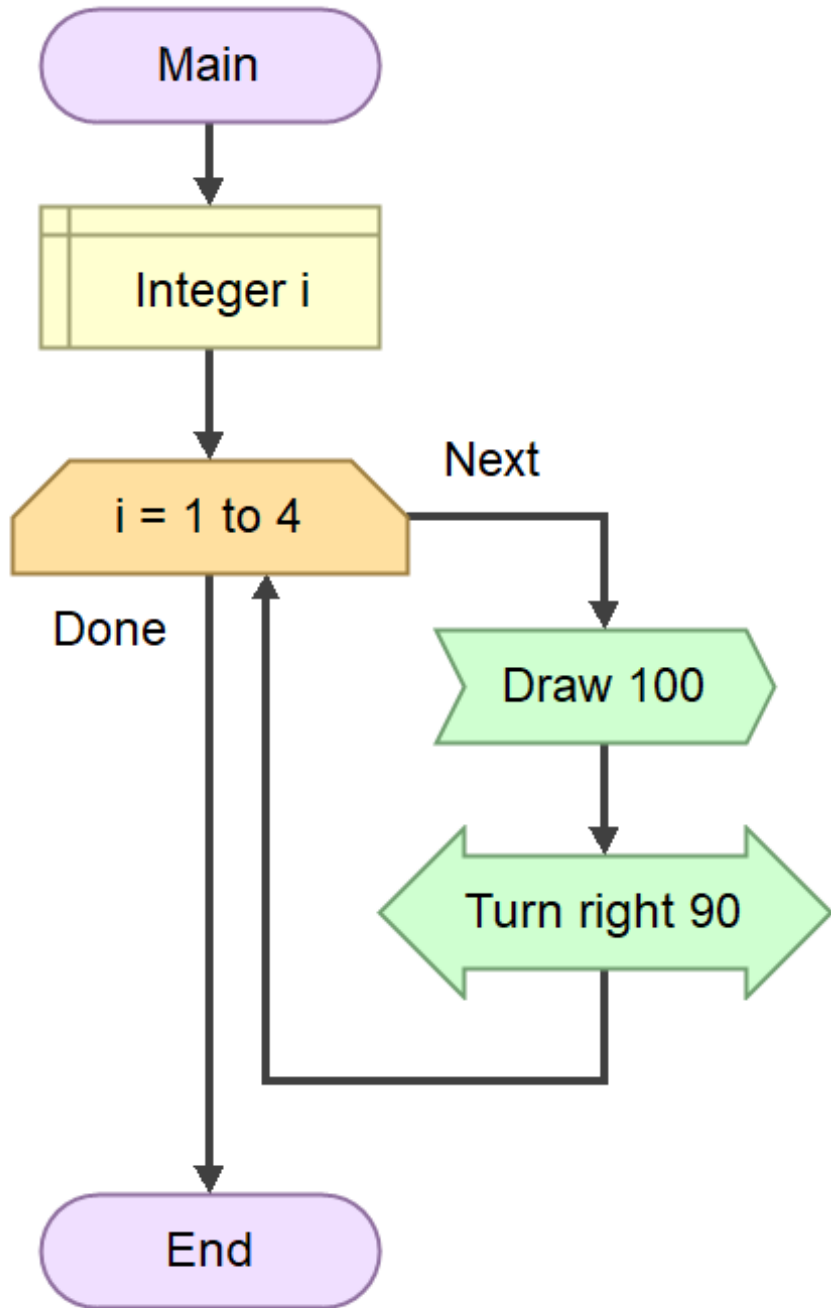 Main
Integer i
i = 1 to 4
Next
Done
Draw 100
Turn right 90
End